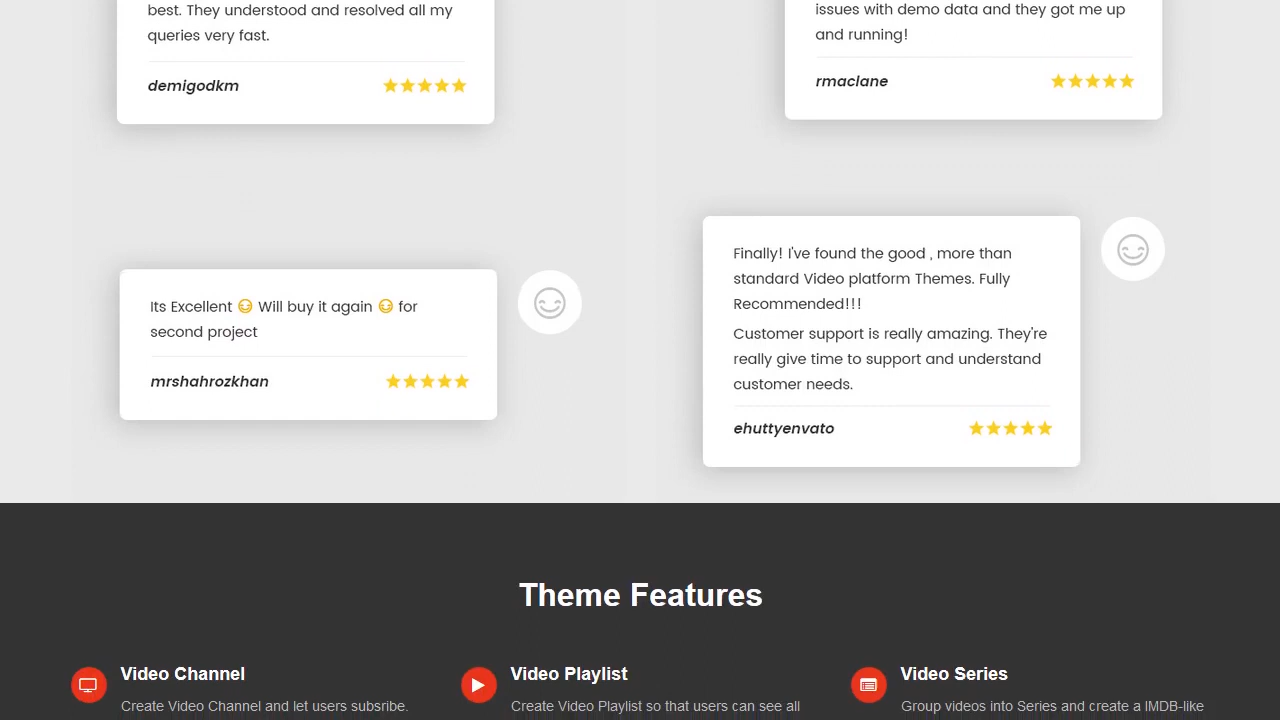 best. They understood and resolved all my
queries very fast.
demigodkm
issues with demo data and they got me up
and running!
rmaclane
Its Excellent 😊 Will buy it again 😊 for
second project
mrshahrozkhan
Finally! I've found the good , more than
standard Video platform Themes. Fully
Recommended!!!
Customer support is really amazing. They're
really give time to support and understand
customer needs.
ehuttyenvato
Theme Features
Video Channel
Create Video Channel and let users subsribe.
Video Playlist
Create Video Playlist so that users can see all
Video Series
Group videos into Series and create a IMDB-like